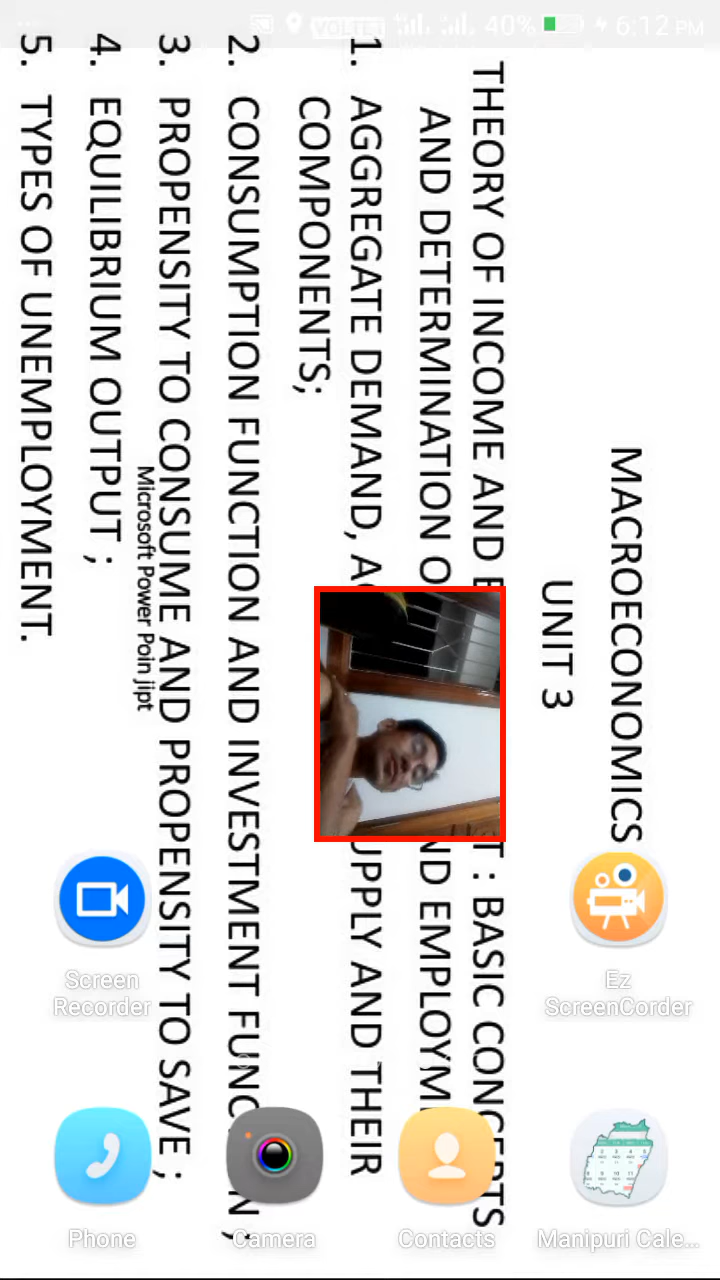 VOLTE1 40% 6:12 PM
MACROECONOMICS
UNIT 3
THEORY OF INCOME AND T : BASIC CONCEPTS
AND DETERMINATION ND EMPLOYM
1. AGGREGATE DEMAND, UPPLY AND THEIR
COMPONENTS;
2. CONSUMPTION FUNCTION AND INVESTMENT FUNC N ;
3. PROPENSITY TO CONSUME AND PROPENSITY TO SAVE ;
Microsoft Power Poin jipt
4. EQUILIBRIUM OUTPUT ;
5. TYPES OF UNEMPLOYMENT.
Screen
Recorder
Ez
ScreenCorder
Phone
Camera
Contacts
Manipuri Cale...